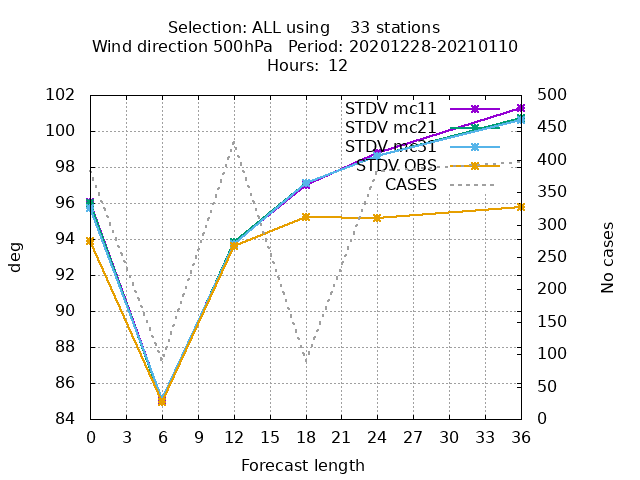 Selection: ALL using    33 stations
Wind direction 500hPa   Period: 20201228-20210110
Hours: 12
102 500
STDV mc11
100 450
STDV mc21
STDV mc31
98 400
STDV OBS
CASES
96 350
94 300
92 250
90 200
88 150
86 100
84 50
0
deg
No cases
0 3 6 9 12 15 18 21 24 27 30 33 36
Forecast length